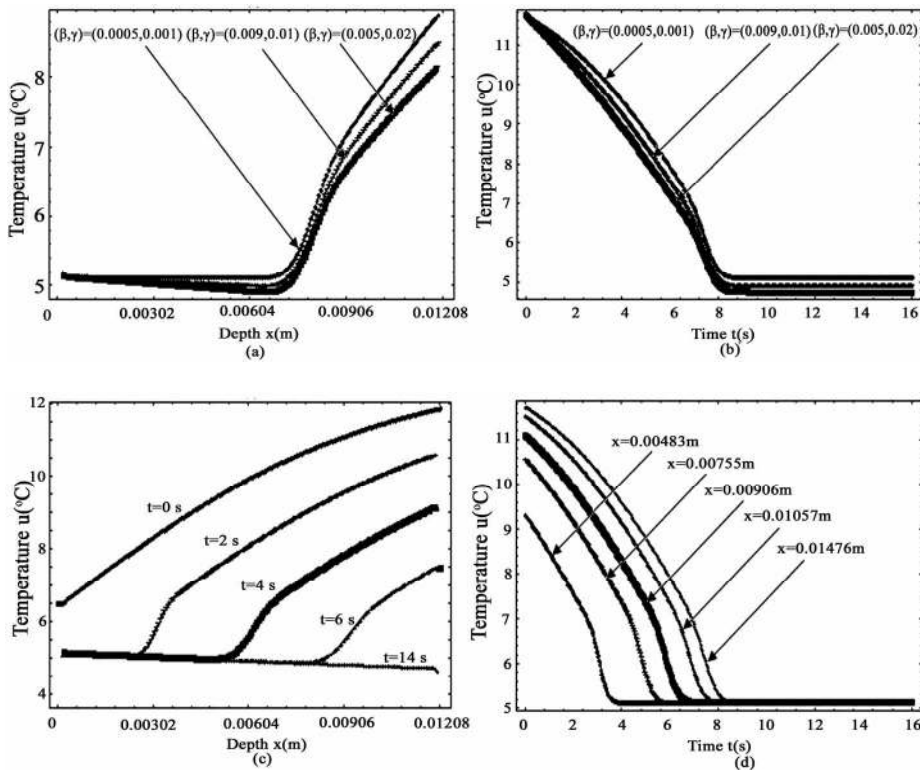 (β,γ)=(0.0005,0.001) (β,γ)=(0.009,0.01) (β,γ)=(0.005,0.02)
Temperature u(°C)
8
7
6
5
0 0.00302 0.00604 0.00906 0.01208
Depth x(m)
(a)
(β,γ)=(0.0005,0.001) (β,γ)=(0.009,0.01) (β,γ)=(0.005,0.02)
Temperature u(°C)
11
10
9
8
7
6
5
0 2 4 6 8 10 12 14 16
Time t(s)
(b)
Temperature u(°C)
12
10
8
6
4
t=0 s
t=2 s
t=4 s
t=6 s
t=14 s
0 0.00302 0.00604 0.00906 0.01208
Depth x(m)
(c)
Temperature u(°C)
11
10
9
8
7
6
5
x=0.00483m
x=0.00755m
x=0.00906m
x=0.01057m
x=0.01476m
0 2 4 6 8 10 12 14 16
Time t(s)
(d)